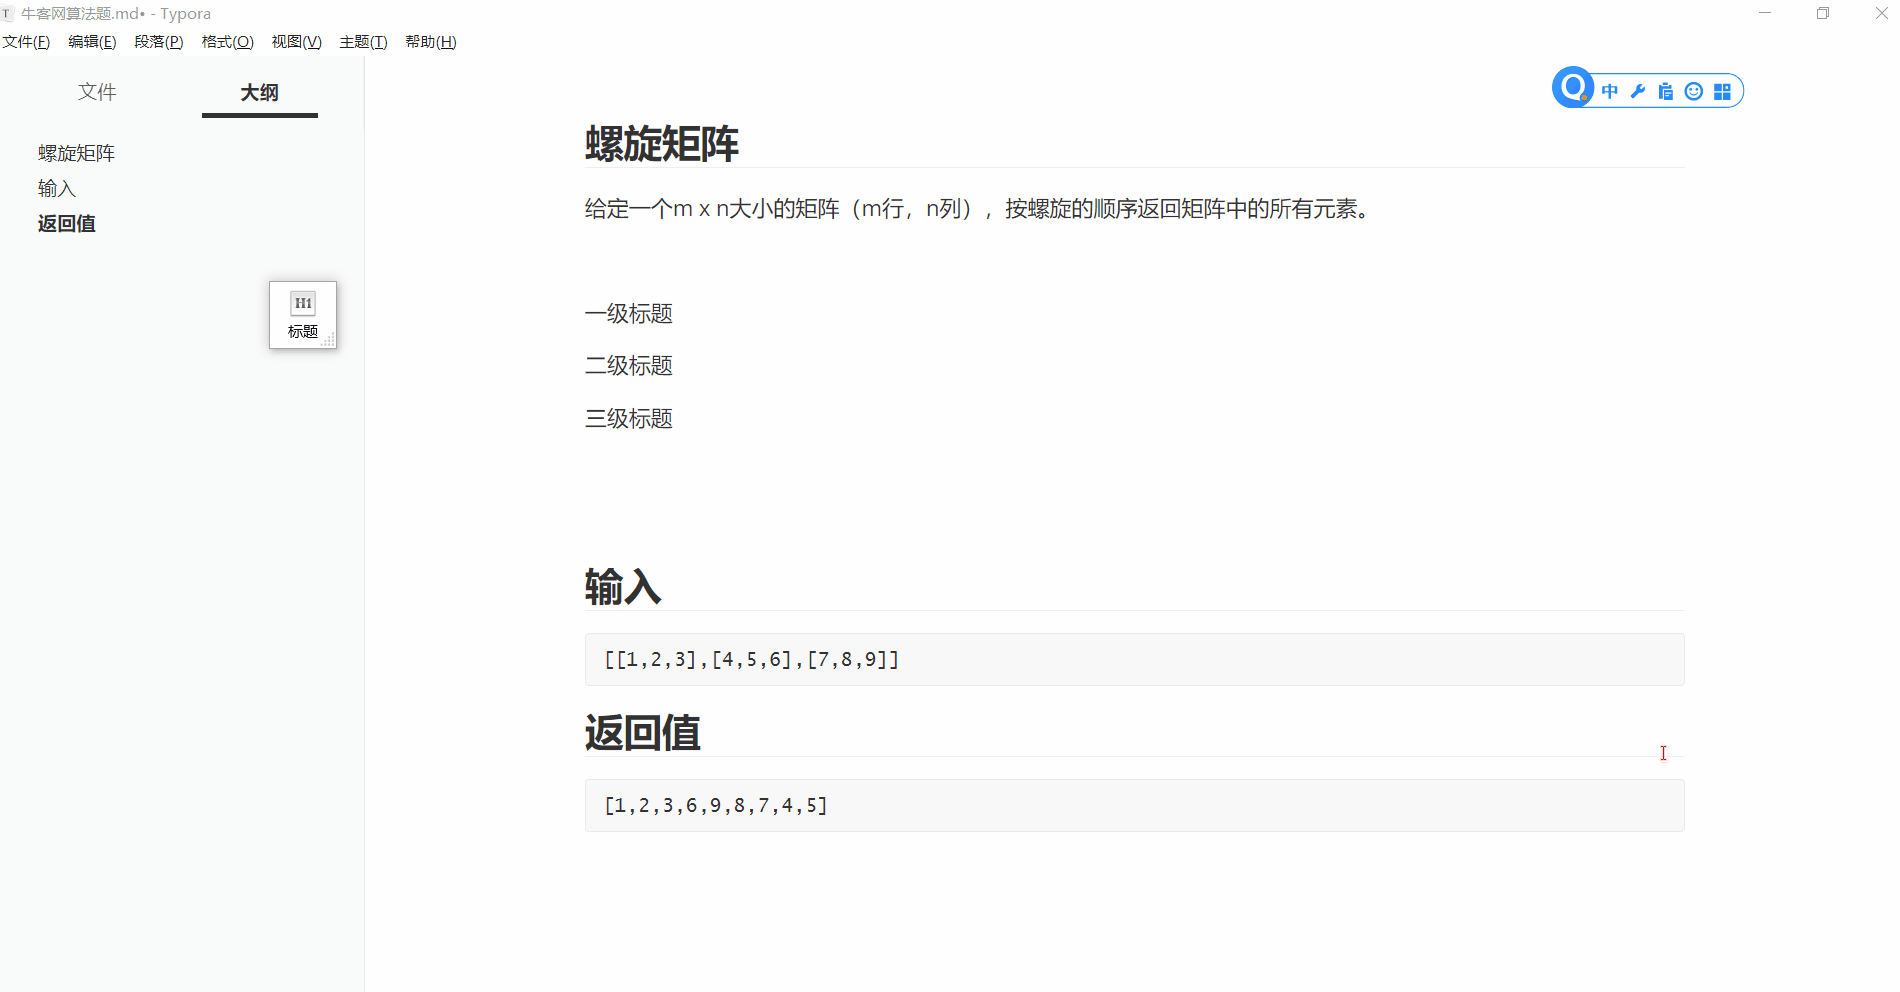 T 牛客网算法题.md• - Typora
文件(F) 编辑(E) 段落(P) 格式(O) 视图(V) 主题(T) 帮助(H)
文件 大纲
螺旋矩阵
输入
返回值
H1
标题
Q 中
螺旋矩阵
给定一个m x n大小的矩阵（m行，n列），按螺旋的顺序返回矩阵中的所有元素。
一级标题
二级标题
三级标题
输入
[[1,2,3],[4,5,6],[7,8,9]]
返回值
[1,2,3,6,9,8,7,4,5]